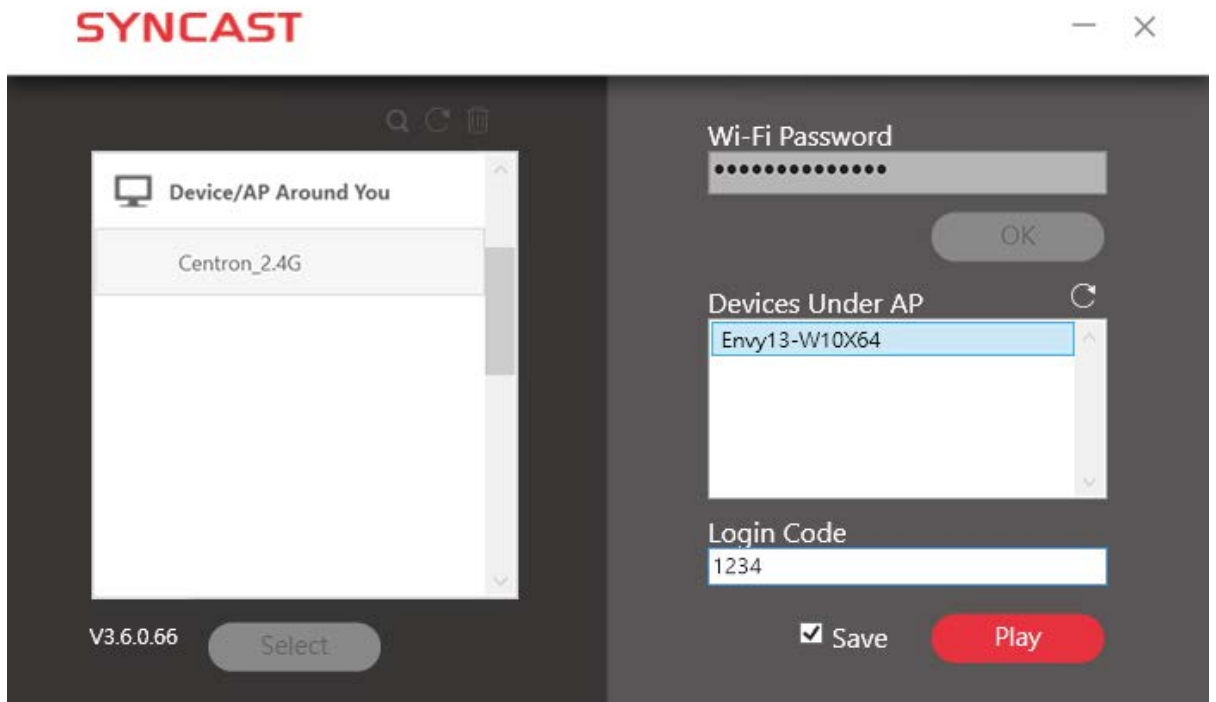 SYNCAST
Device/AP Around You
Centron_2.4G
V3.6.0.66
Select
Wi-Fi Password
••••••••••••••
OK
Devices Under AP
Envy13-W10X64
Login Code
1234
Save
Play